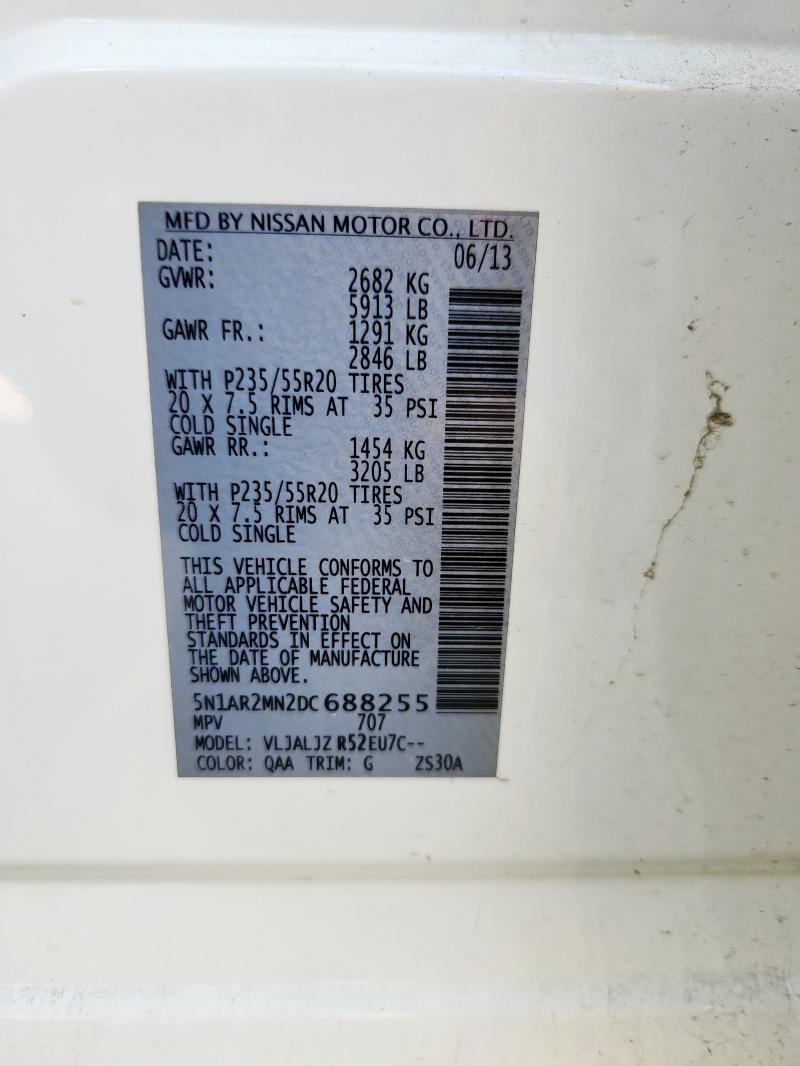 MFD BY NISSAN MOTOR CO., LTD.
DATE: 06/13
GVWR: 2682 KG
5913 LB
GAWR FR.: 1291 KG
2846 LB
WITH P235/55R20 TIRES
20 X 7.5 RIMS AT 35 PSI
COLD SINGLE
GAWR RR.: 1454 KG
3205 LB
WITH P235/55R20 TIRES
20 X 7.5 RIMS AT 35 PSI
COLD SINGLE
THIS VEHICLE CONFORMS TO
ALL APPLICABLE FEDERAL
MOTOR VEHICLE SAFETY AND
THEFT PREVENTION
STANDARDS IN EFFECT ON
THE DATE OF MANUFACTURE
SHOWN ABOVE.
5N1AR2MN2DC688255
MPV 707
MODEL: VLJALJZ R52EU7C--
COLOR: QAA TRIM: G ZS30A